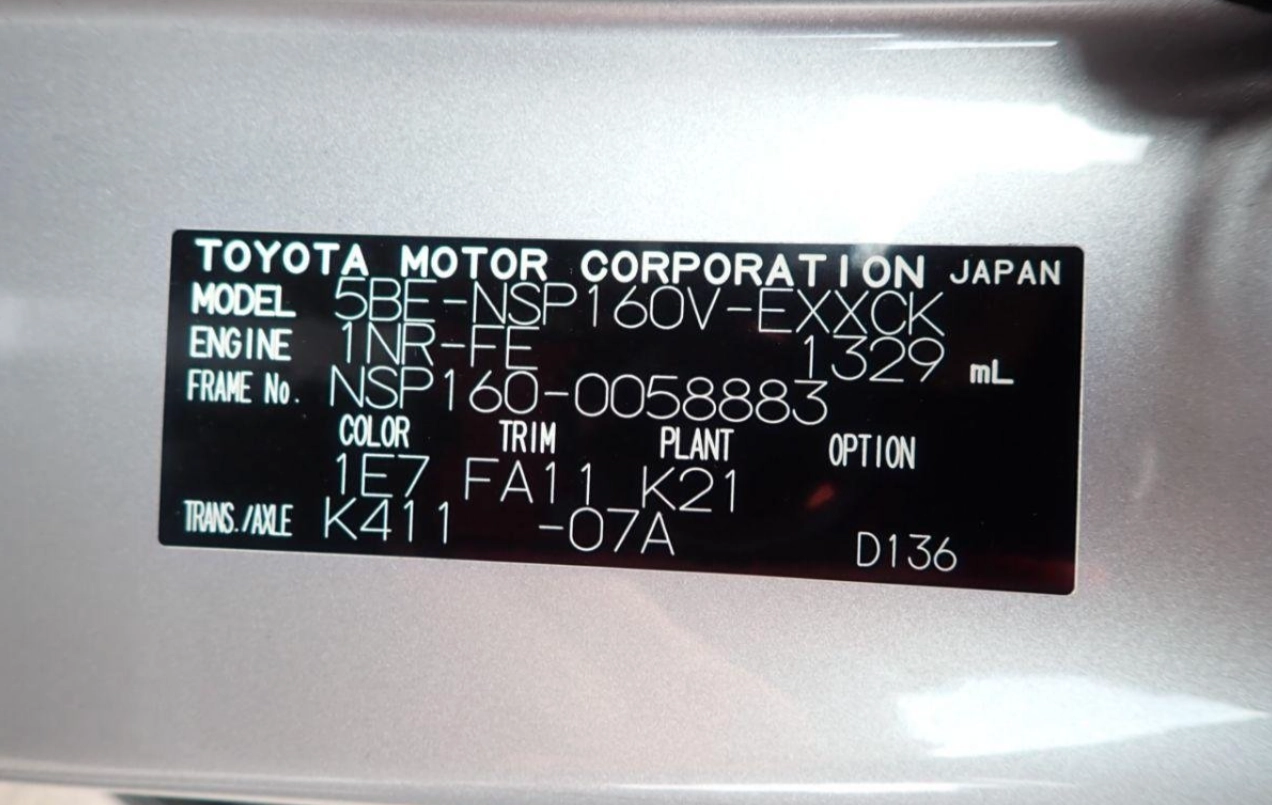 TOYOTA MOTOR CORPORATION JAPAN
MODEL 5BE-NSP160V-EXXCK
ENGINE 1NR-FE 1329 mL
FRAME No. NSP160-0058883
COLOR TRIM PLANT OPTION
1E7 FA11 K21
TRANS./AXLE K411 -07A D136